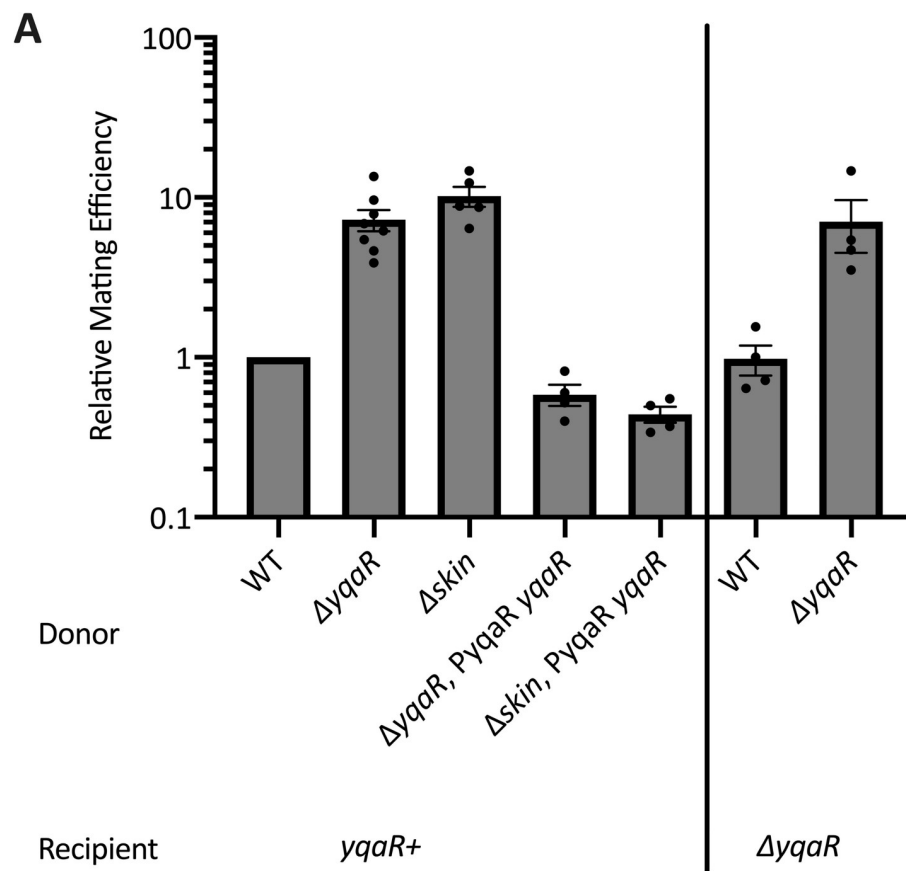 A
Relative Mating Efficiency
100
10
1
0.1
WT
ΔyqaR
Δskin
ΔyqaR, PyqaR yqaR
Δskin, PyqaR yqaR
WT
ΔyqaR
Donor
Recipient yqaR+ ΔyqaR